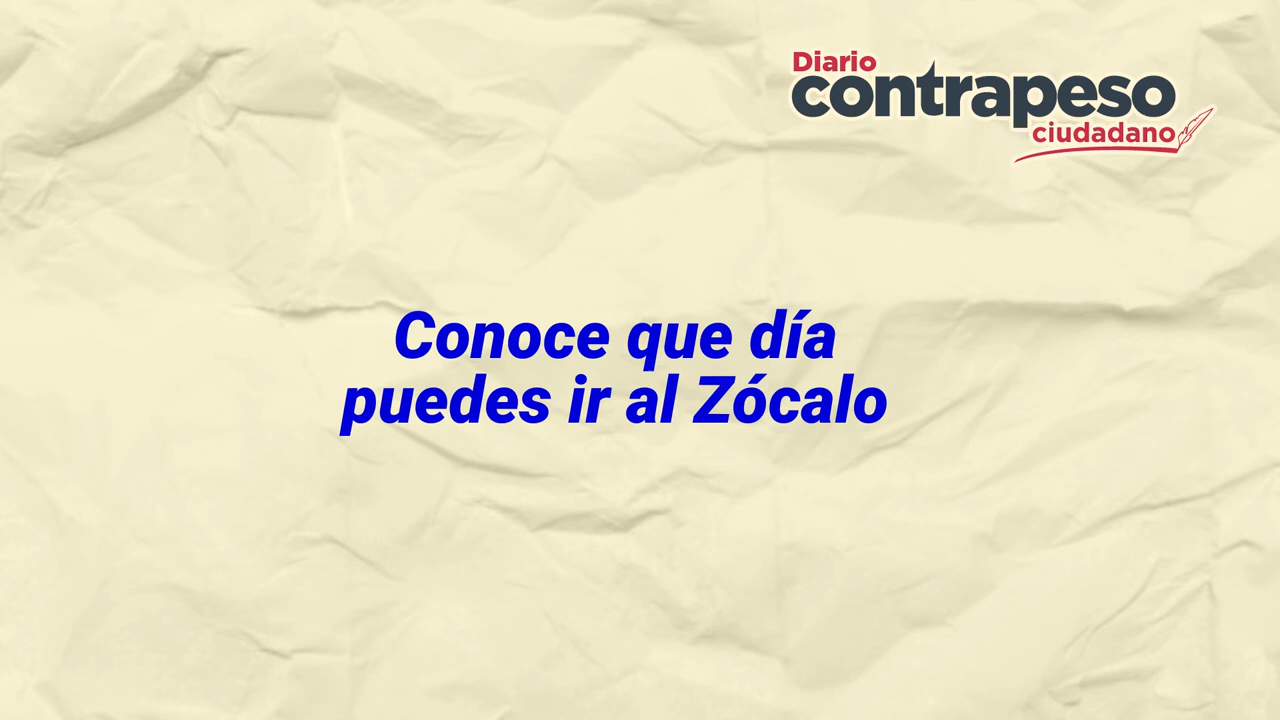 Diario
contrapeso
ciudadano
Conoce que día
puedes ir al Zócalo